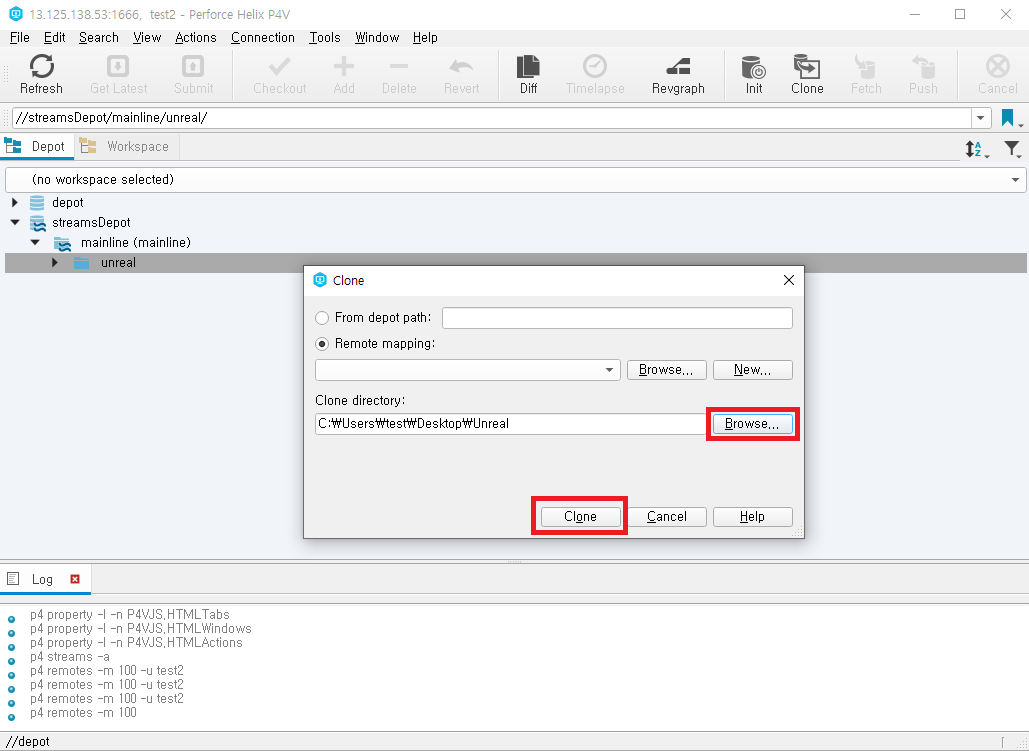 13.125.138.53:1666,  test2 - Perforce Helix P4V
File Edit Search View Actions Connection Tools Window Help
Refresh Get Latest Submit Checkout Add Delete Revert Diff Timelapse Revgraph Init Clone Fetch Push Cancel
//streamsDepot/mainline/unreal/
Depot Workspace
(no workspace selected)
depot
streamsDepot
mainline (mainline)
unreal
Clone
From depot path:
Remote mapping:
Browse... New...
Clone directory:
C:₩Users₩test₩Desktop₩Unreal Browse...
Clone Cancel Help
Log
p4 property -l -n P4VJS.HTMLTabs
p4 property -l -n P4VJS.HTMLWindows
p4 property -l -n P4VJS.HTMLActions
p4 streams -a
p4 remotes -m 100 -u test2
p4 remotes -m 100 -u test2
p4 remotes -m 100 -u test2
p4 remotes -m 100
//depot